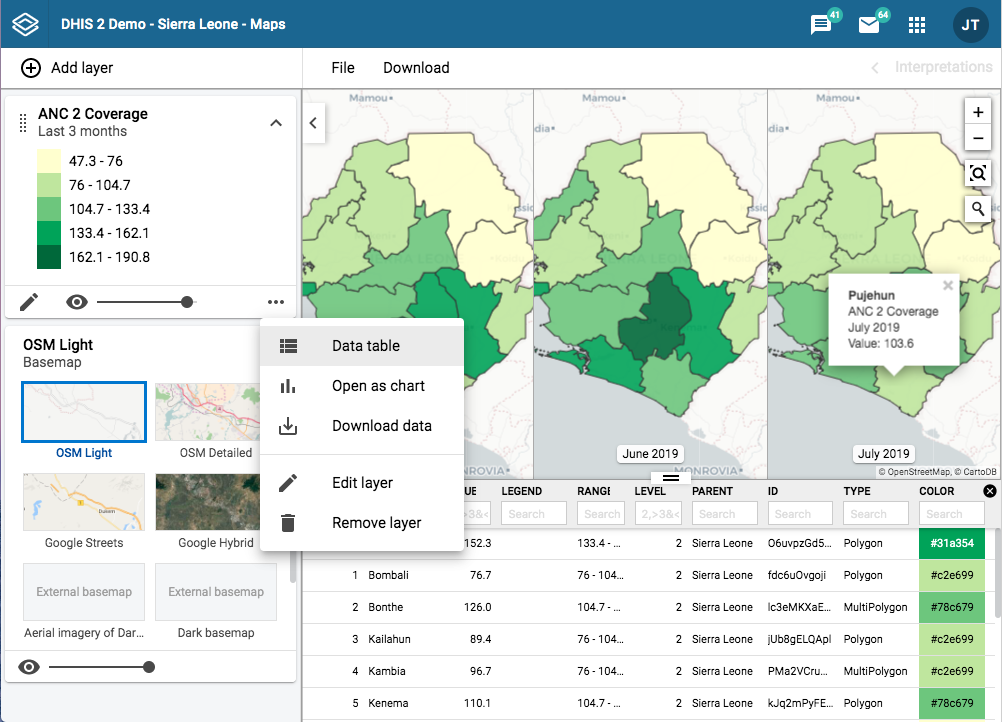 DHIS 2 Demo - Sierra Leone - Maps
41
64
JT
Add layer
File
Download
Interpretations
ANC 2 Coverage
Last 3 months
47.3 - 76
76 - 104.7
104.7 - 133.4
133.4 - 162.1
162.1 - 190.8
OSM Light
Basemap
OSM Light
OSM Detailed
Google Streets
Google Hybrid
External basemap
External basemap
Aerial imagery of Dar...
Dark basemap
Data table
Open as chart
Download data
Edit layer
Remove layer
Mamou
Mamou
Mamou
dia
dia
SIERRA LEONE
MONROVIA
MONROVIA
Pujehun
ANC 2 Coverage
July 2019
Value: 103.6
June 2019
July 2019
© OpenStreetMap, © CartoDB
UE LEGEND RANGE LEVEL PARENT ID TYPE COLOR
>3&< Search Search 2,>3&< Search Search Search Search
152.3 133.4 - ... 2 Sierra Leone O6uvpzGd5... Polygon #31a354
1 Bombali 76.7 76 - 104... 2 Sierra Leone fdc6uOvgoji Polygon #c2e699
2 Bonthe 126.0 104.7 - ... 2 Sierra Leone lc3eMKXaE... MultiPolygon #78c679
3 Kailahun 89.4 76 - 104... 2 Sierra Leone jUb8gELQApl Polygon #c2e699
4 Kambia 96.7 76 - 104... 2 Sierra Leone PMa2VCru... MultiPolygon #c2e699
5 Kenema 110.1 104.7 - ... 2 Sierra Leone kJq2mPyFE... Polygon #78c679